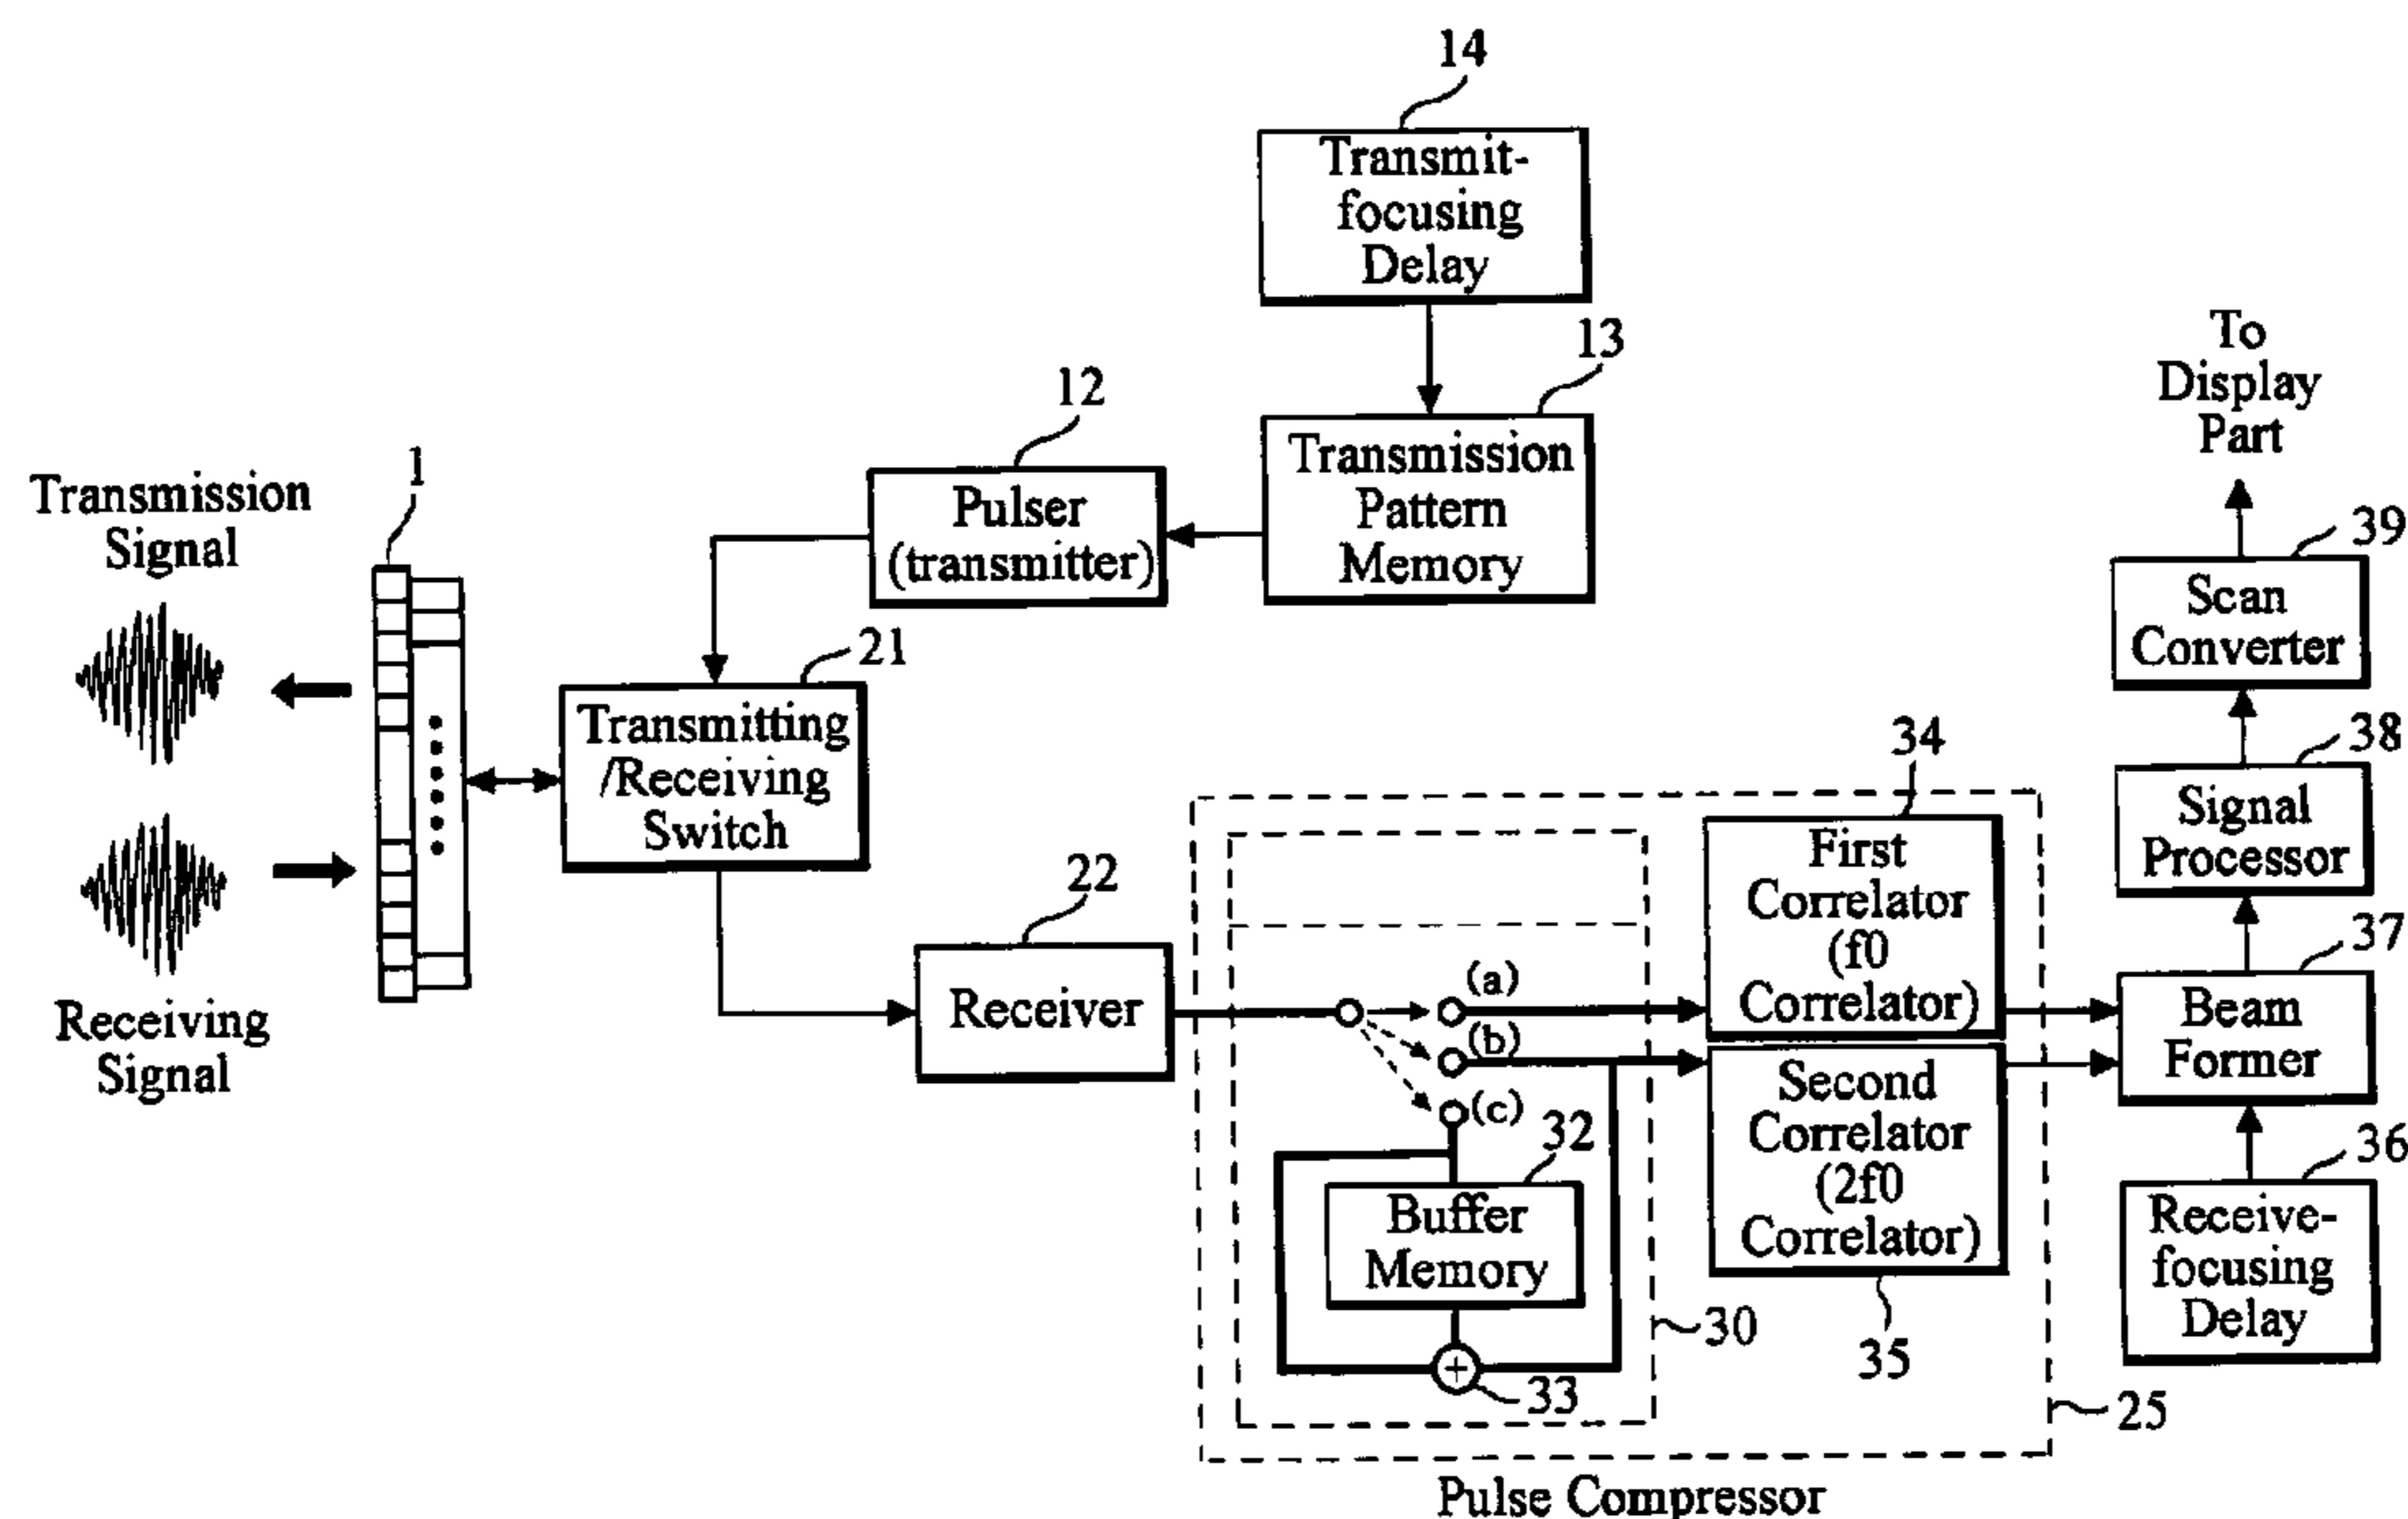 14
Transmit-
focusing
Delay
13
Transmission
Pattern
Memory
12
Pulser
(transmitter)
1
Transmission
Signal
Receiving
Signal
21
Transmitting
/Receiving
Switch
22
Receiver
(a)
(b)
(c)
32
Buffer
Memory
+
33
30
34
First
Correlator
(f0
Correlator)
Second
Correlator
(2f0
Correlator)
35
25
Pulse Compressor
To
Display
Part
39
Scan
Converter
38
Signal
Processor
37
Beam
Former
36
Receive-
focusing
Delay